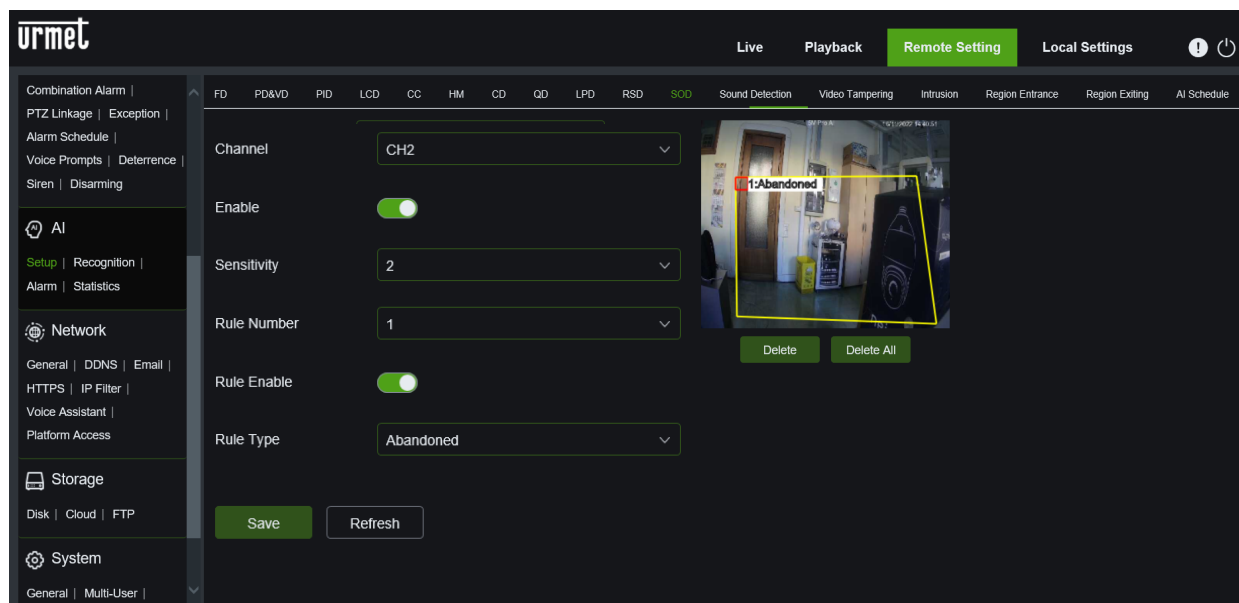 urmet
Live Playback Remote Setting Local Settings
Combination Alarm |
PTZ Linkage | Exception |
Alarm Schedule |
Voice Prompts | Deterrence |
Siren | Disarming
AI
Setup | Recognition |
Alarm | Statistics
Network
General | DDNS | Email |
HTTPS | IP Filter |
Voice Assistant |
Platform Access
Storage
Disk | Cloud | FTP
System
General | Multi-User |
FD PD&VD PID LCD CC HM CD QD LPD RSD SOD Sound Detection Video Tampering Intrusion Region Entrance Region Exiting AI Schedule
Channel CH2
Enable
Sensitivity 2
Rule Number 1
Rule Enable
Rule Type Abandoned
Save Refresh
1:Abandoned
Delete Delete All